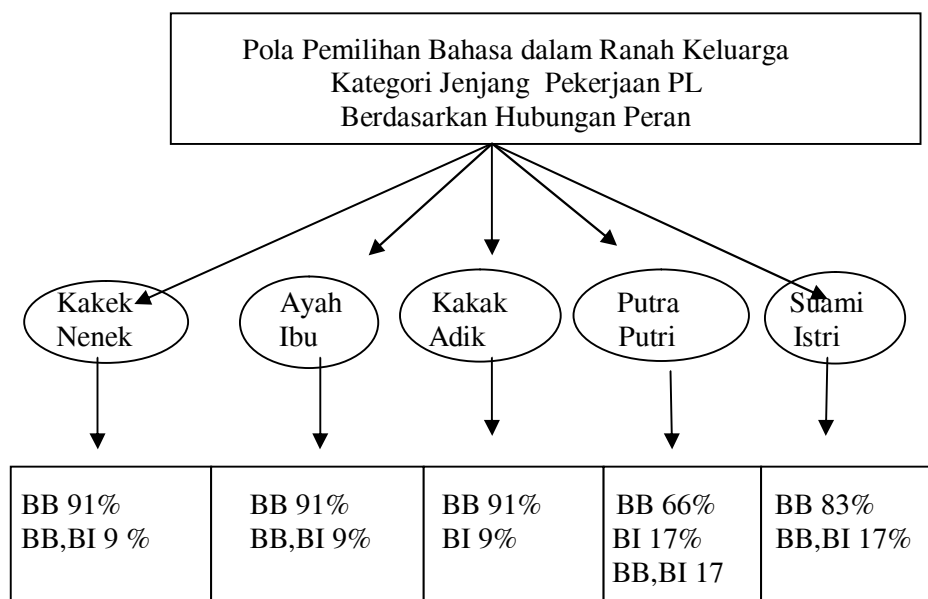 Pola Pemilihan Bahasa dalam Ranah Keluarga
Kategori Jenjang Pekerjaan PL
Berdasarkan Hubungan Peran
Kakek
Nenek
Ayah
Ibu
Kakak
Adik
Putra
Putri
Suami
Istri
BB 91%
BB,BI 9 %
BB 91%
BB,BI 9%
BB 91%
BI 9%
BB 66%
BI 17%
BB,BI 17
BB 83%
BB,BI 17%